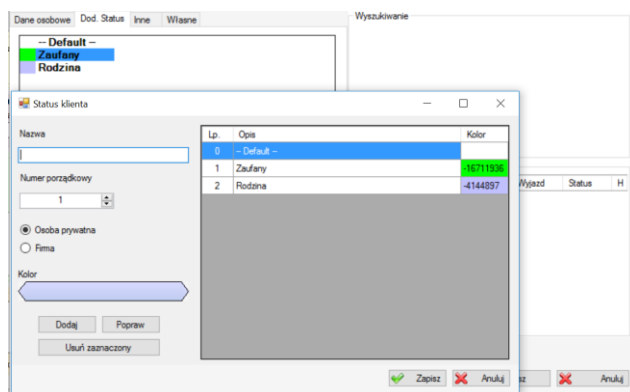 Dane osobowe Dod. Status Inne Własne
Wyszukiwanie
-- Default --
Zaufany
Rodzina
Status klienta
Nazwa
Numer porządkowy
1
Osoba prywatna
Firma
Kolor
Dodaj Popraw
Usuń zaznaczony
Lp. Opis Kolor
0 -- Default --
1 Zaufany -16711936
2 Rodzina -4144897
Wyjazd Status H
Zapisz Anuluj
sz Anuluj